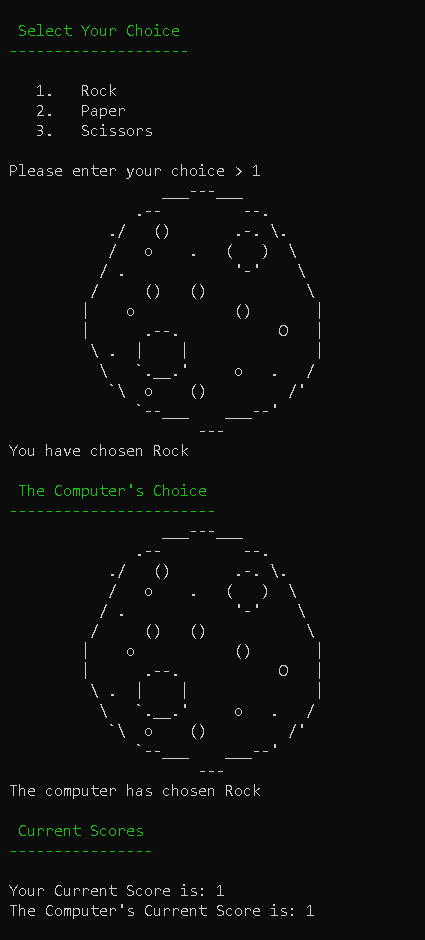 Select Your Choice
--------------------
1. Rock
2. Paper
3. Scissors
Please enter your choice > 1
You have chosen Rock
The Computer's Choice
-----------------------
The computer has chosen Rock
Current Scores
----------------
Your Current Score is: 1
The Computer's Current Score is: 1